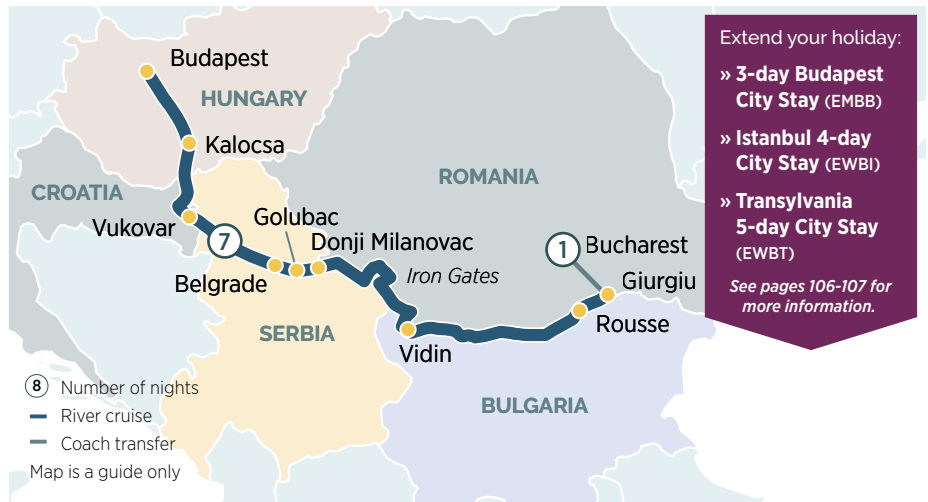 Budapest
HUNGARY
Kalocsa
CROATIA
ROMANIA
Vukovar
7
Golubac
Donji Milanovac
Belgrade
Iron Gates
1
Bucharest
Giurgiu
Rousse
SERBIA
Vidin
BULGARIA
8 Number of nights
River cruise
Coach transfer
Map is a guide only
Extend your holiday:
» 3-day Budapest
City Stay (EMBB)
» Istanbul 4-day
City Stay (EWBI)
» Transylvania
5-day City Stay
(EWBT)
See pages 106-107 for
more information.